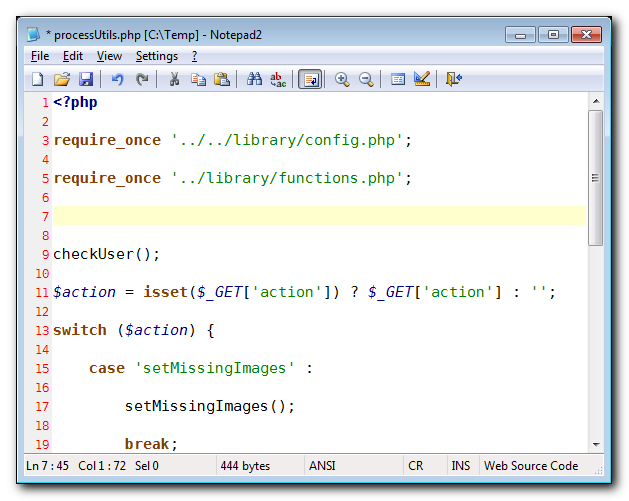 * processUtils.php [C:\Temp] - Notepad2
File Edit View Settings ?
1 <?php
2
3 require_once '../../library/config.php';
4
5 require_once '../library/functions.php';
6
7
8
9 checkUser();
10
11 $action = isset($_GET['action']) ? $_GET['action'] : '';
12
13 switch ($action) {
14
15 case 'setMissingImages' :
16
17 setMissingImages();
18
19 break;
Ln 7 : 45 Col 1 : 72 Sel 0 444 bytes ANSI CR INS Web Source Code